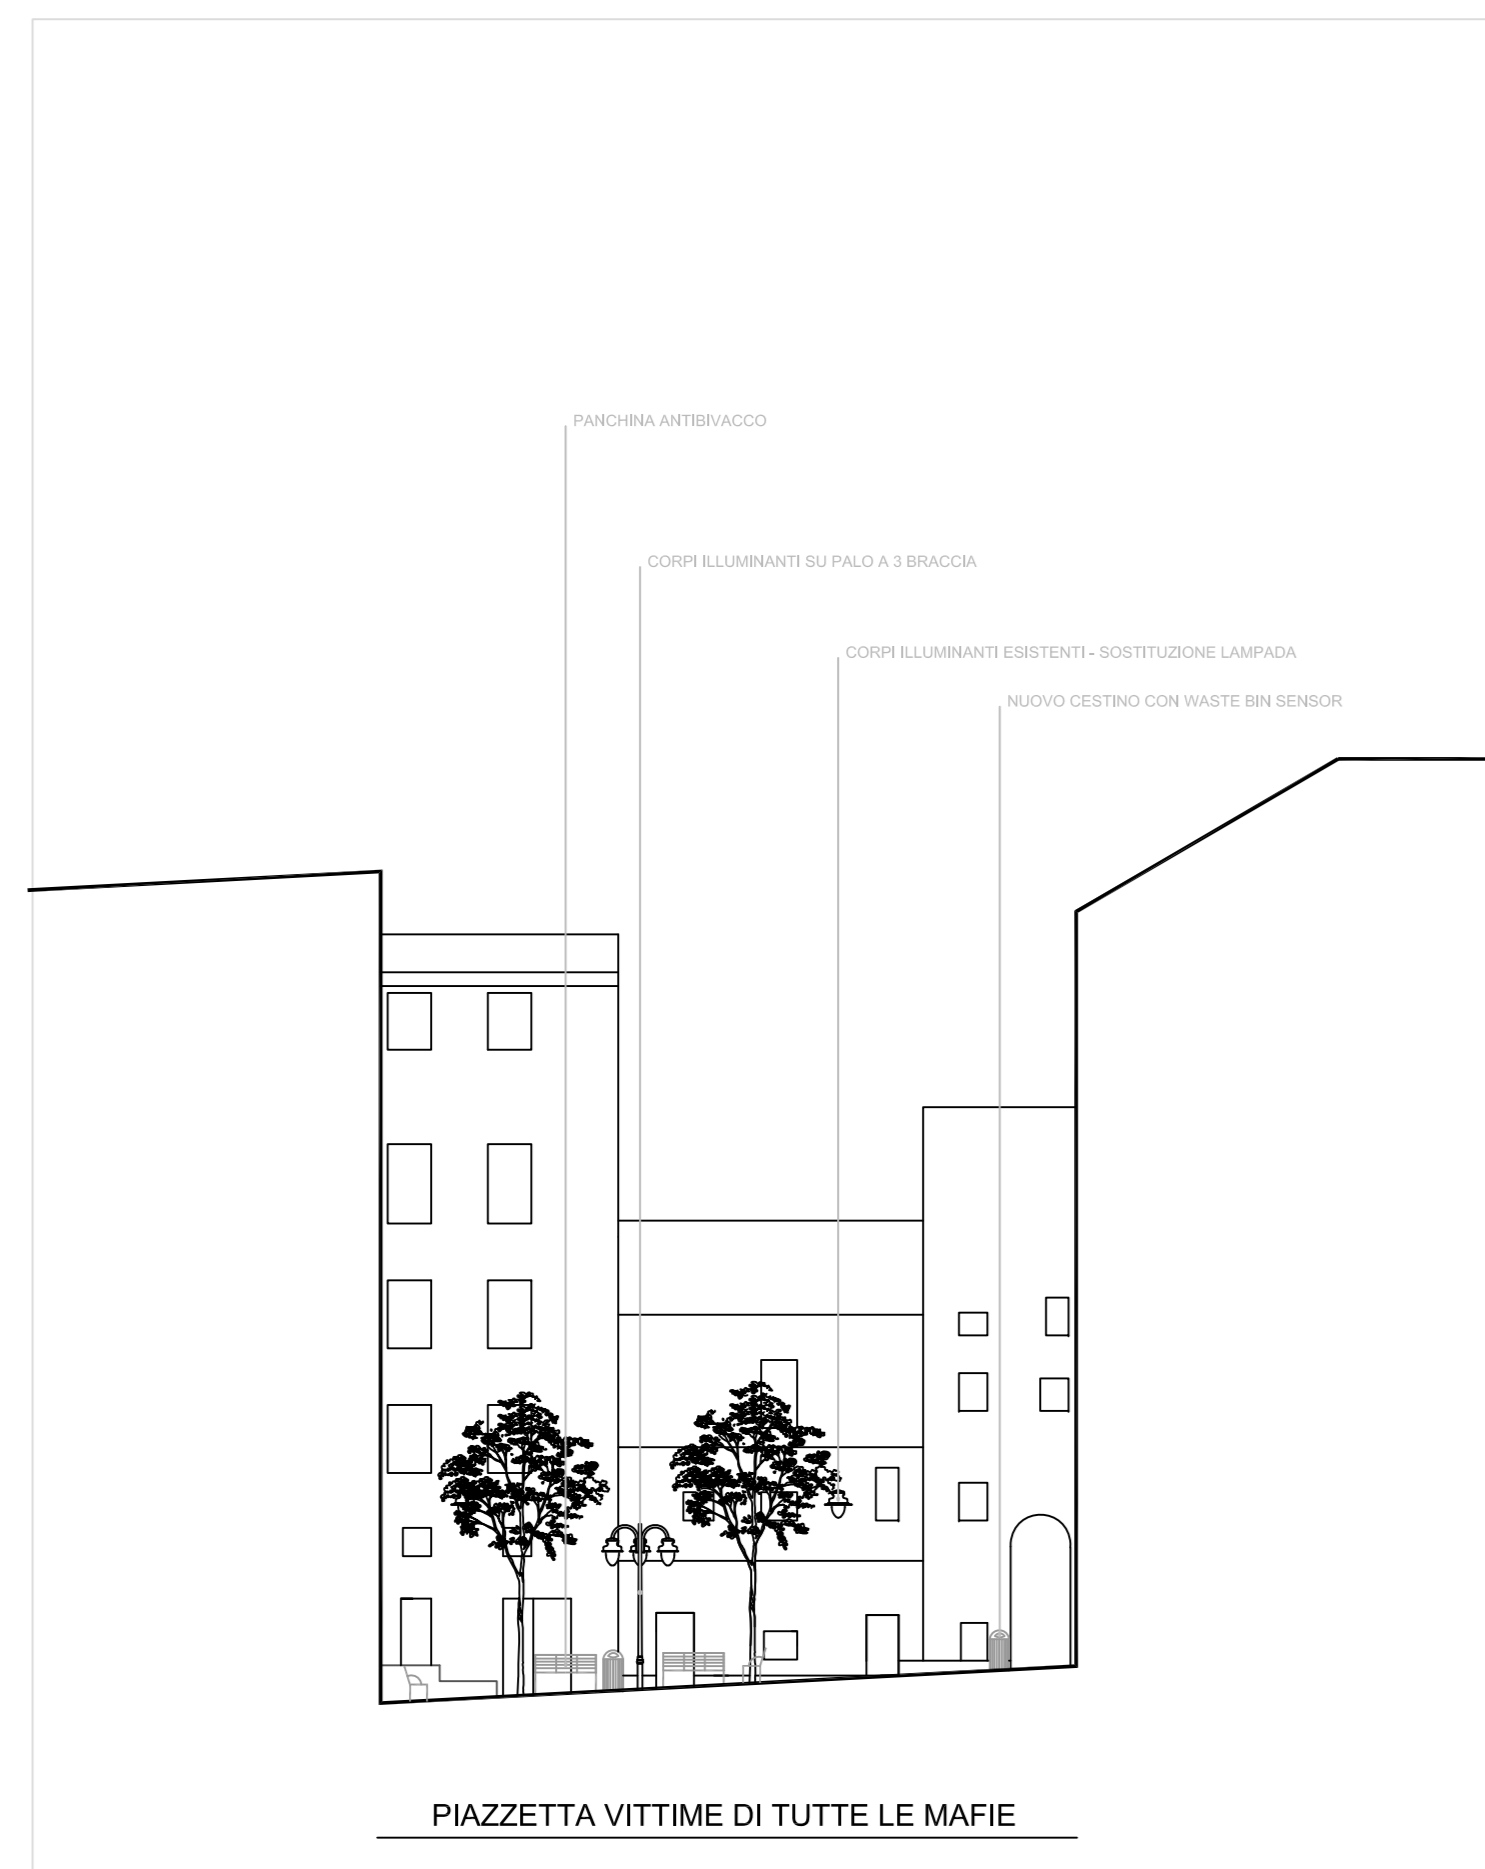 PANCHINA ANTIBIVACCO
CORPI ILLUMINANTI SU PALO A 3 BRACCIA
CORPI ILLUMINANTI ESISTENTI - SOSTITUZIONE LAMPADA
NUOVO CESTINO CON WASTE BIN SENSOR
PIAZZETTA VITTIME DI TUTTE LE MAFIE